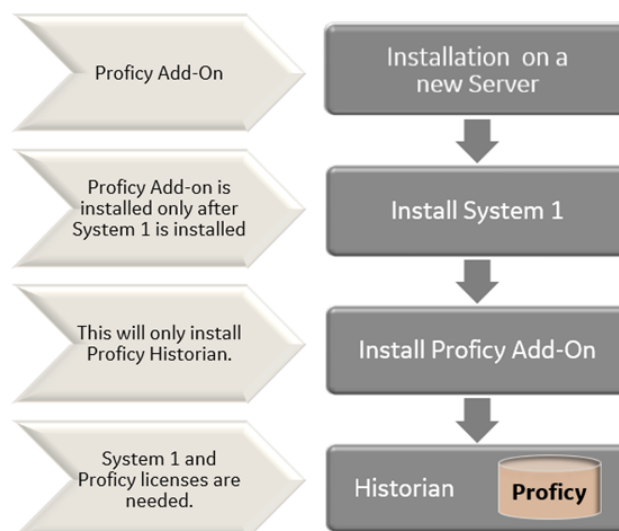 Proficy Add-On
Installation on a
new Server
Proficy Add-on is
installed only after
System 1 is installed
Install System 1
This will only install
Proficy Historian.
Install Proficy Add-On
System 1 and
Proficy licenses are
needed.
Historian
Proficy